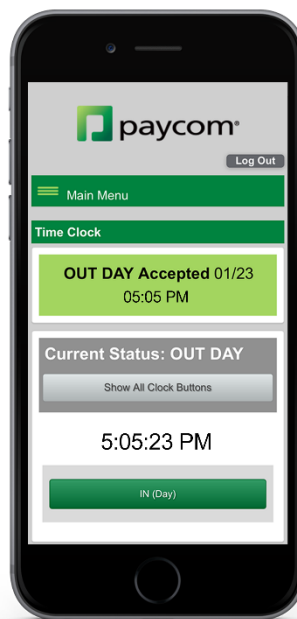 paycom
Log Out
Main Menu
Time Clock
OUT DAY Accepted 01/23
05:05 PM
Current Status: OUT DAY
Show All Clock Buttons
5:05:23 PM
IN (Day)